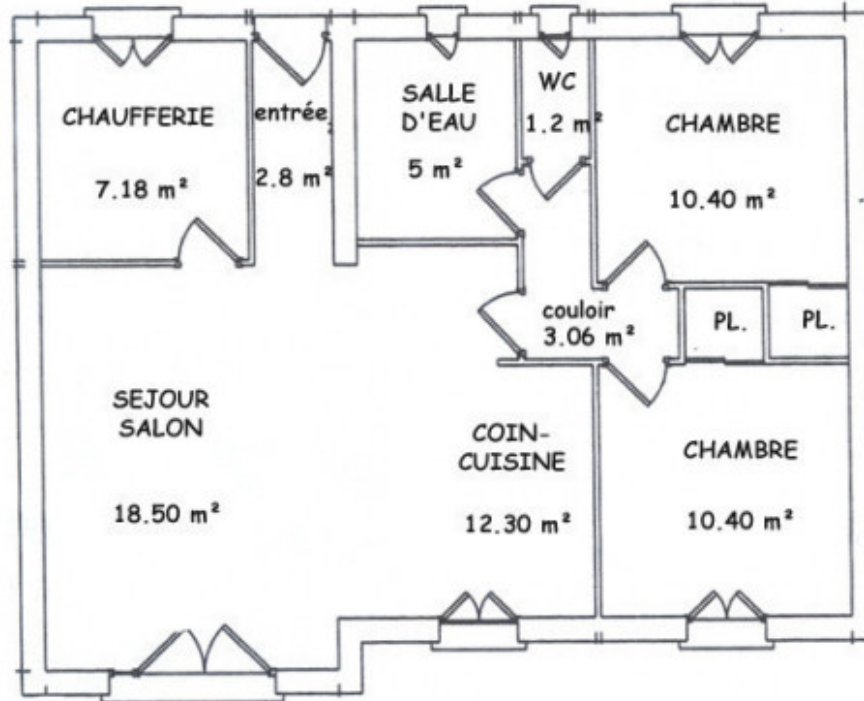 CHAUFFERIE
7.18 m²
entrée
2.8 m²
SALLE
D'EAU
5 m²
WC
1.2 m²
CHAMBRE
10.40 m²
couloir
3.06 m²
PL.
PL.
SEJOUR
SALON
18.50 m²
COIN-
CUISINE
12.30 m²
CHAMBRE
10.40 m²